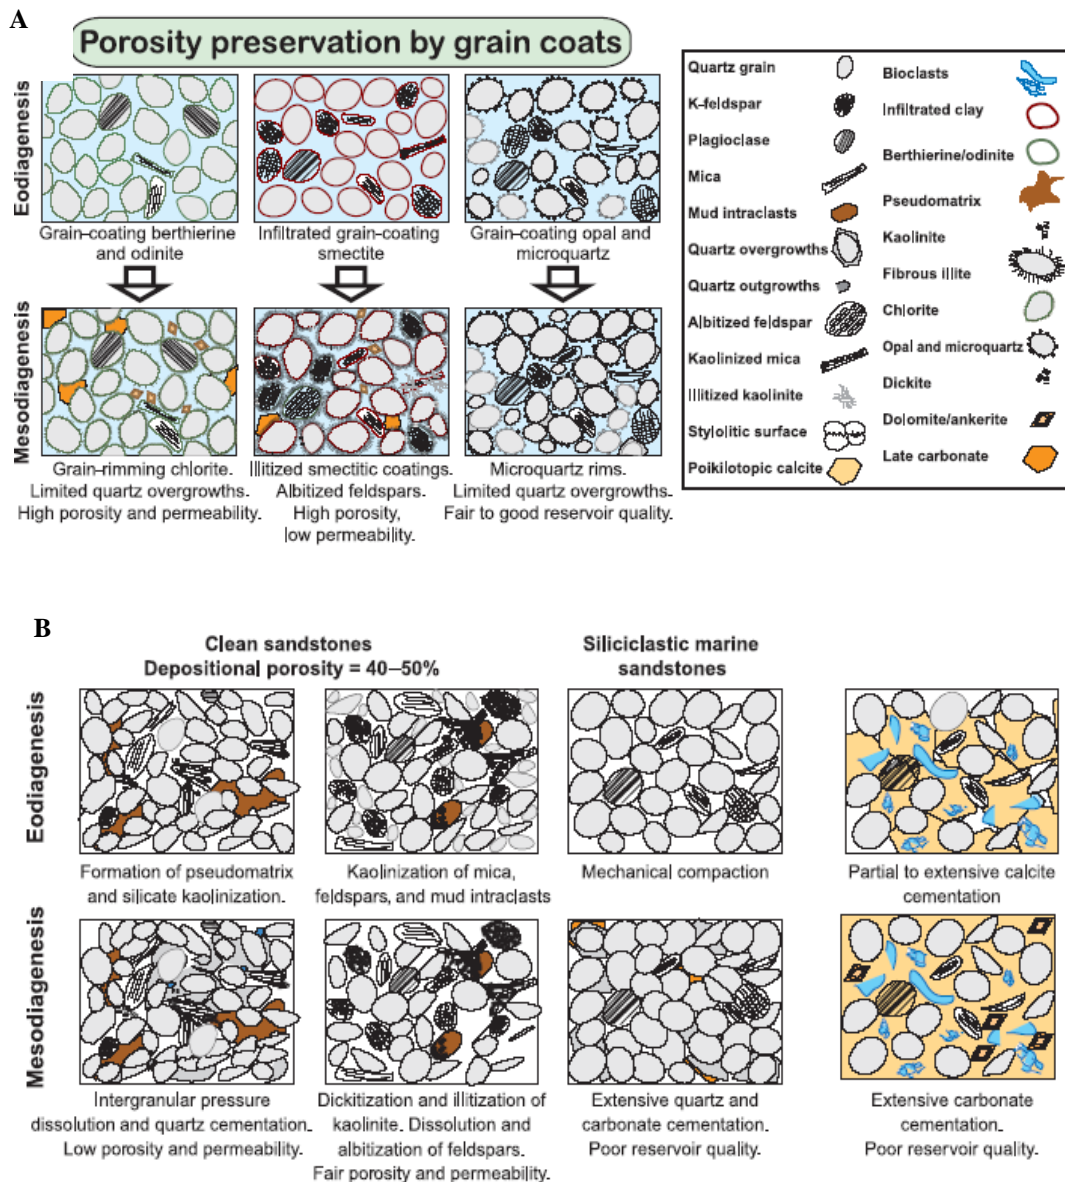 A
Porosity preservation by grain coats
Eodiagenesis
Grain-coating berthierine
and odinite
Infiltrated grain-coating
smectite
Grain-coating opal and
microquartz
Mesodiagenesis
Grain-rimming chlorite.
Limited quartz overgrowths.
High porosity and permeability.
Illitized smectitic coatings.
Albitized feldspars.
High porosity,
low permeability.
Microquartz rims.
Limited quartz overgrowths.
Fair to good reservoir quality.
Quartz grain
K-feldspar
Plagioclase
Mica
Mud intraclasts
Quartz overgrowths
Quartz outgrowths
Albitized feldspar
Kaolinized mica
Illitized kaolinite
Stylolitic surface
Poikilotopic calcite
Bioclasts
Infiltrated clay
Berthierine/odinite
Pseudomatrix
Kaolinite
Fibrous illite
Chlorite
Opal and microquartz
Dickite
Dolomite/ankerite
Late carbonate
B
Clean sandstones
Depositional porosity = 40–50%
Siliciclastic marine
sandstones
Eodiagenesis
Formation of pseudomatrix
and silicate kaolinization.
Kaolinization of mica,
feldspars, and mud intraclasts
Mechanical compaction
Partial to extensive calcite
cementation
Mesodiagenesis
Intergranular pressure
dissolution and quartz cementation.
Low porosity and permeability.
Dickitization and illitization of
kaolinite. Dissolution and
albitization of feldspars.
Fair porosity and permeability.
Extensive quartz and
carbonate cementation.
Poor reservoir quality.
Extensive carbonate
cementation.
Poor reservoir quality.